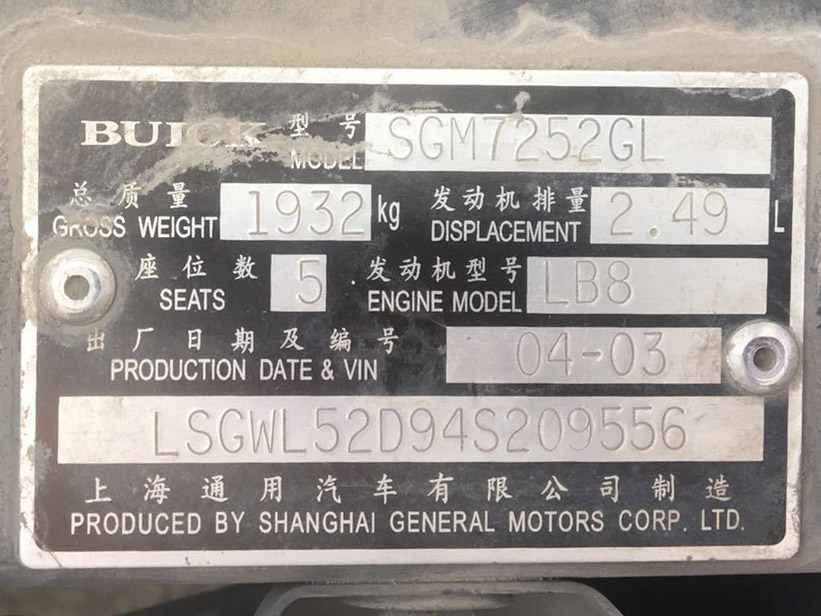 BUICK 型号 MODEL SGM7252GL
总质量 GROSS WEIGHT 1932 kg 发动机排量 DISPLACEMENT 2.49 L
座位数 SEATS 5 发动机型号 ENGINE MODEL LB8
出厂日期及编号 PRODUCTION DATE & VIN 04-03
LSGWL52D94S209556
上海通用汽车有限公司制造
PRODUCED BY SHANGHAI GENERAL MOTORS CORP. LTD.